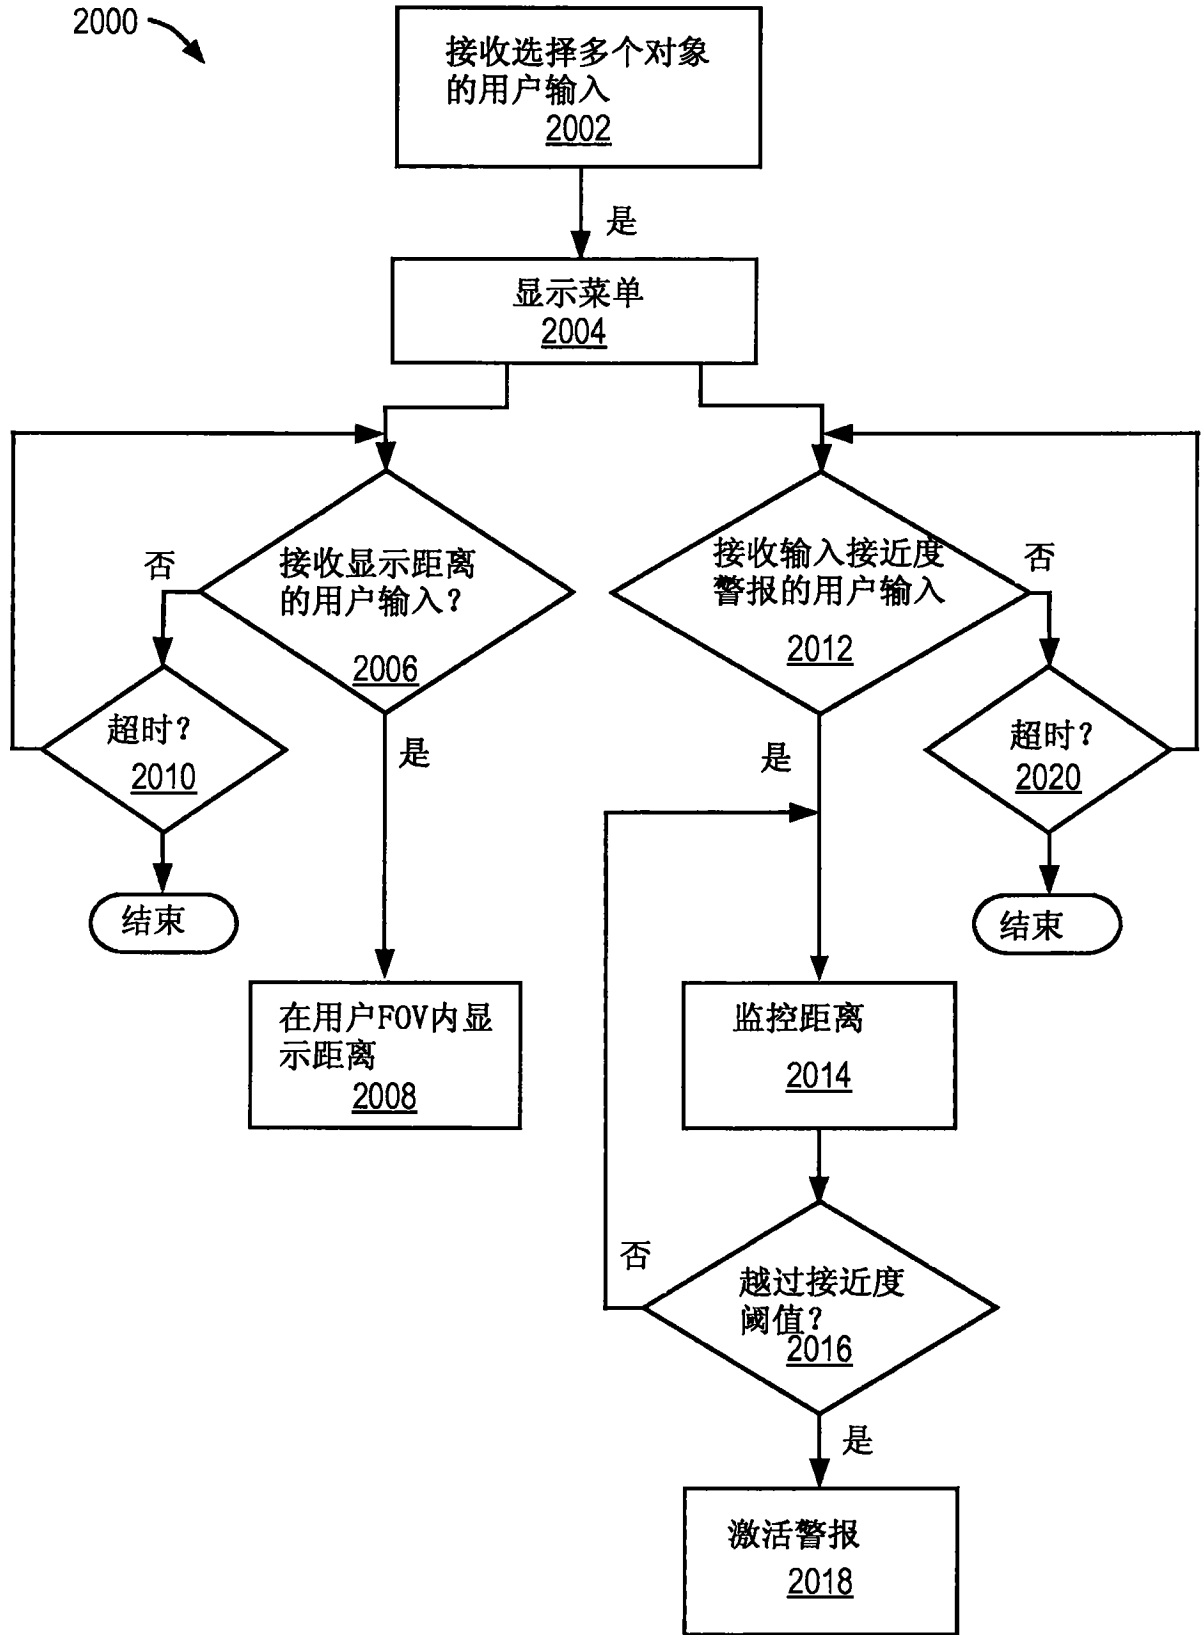 2000
接收选择多个对象
的用户输入
2002
是
显示菜单
2004
否
接收显示距离
的用户输入?
2006
接收输入接近度
警报的用户输入
2012
否
超时?
2010
是
是
超时?
2020
结束
结束
在用户FOV内显
示距离
2008
监控距离
2014
否
越过接近度
阈值?
2016
是
激活警报
2018